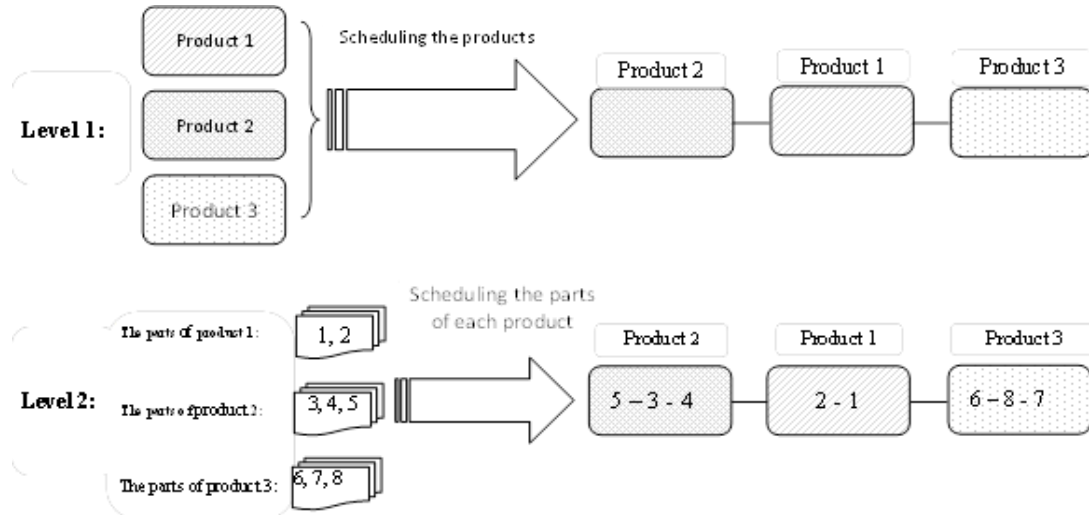 Level 1:
Product 1
Product 2
Product 3
Scheduling the products
Product 2
Product 1
Product 3
Level 2:
The parts of product 1:
1, 2
The parts of product 2:
3, 4, 5
The parts of product 3:
6, 7, 8
Scheduling the parts
of each product
Product 2
Product 1
Product 3
5 – 3 - 4
2 - 1
6 – 8 - 7